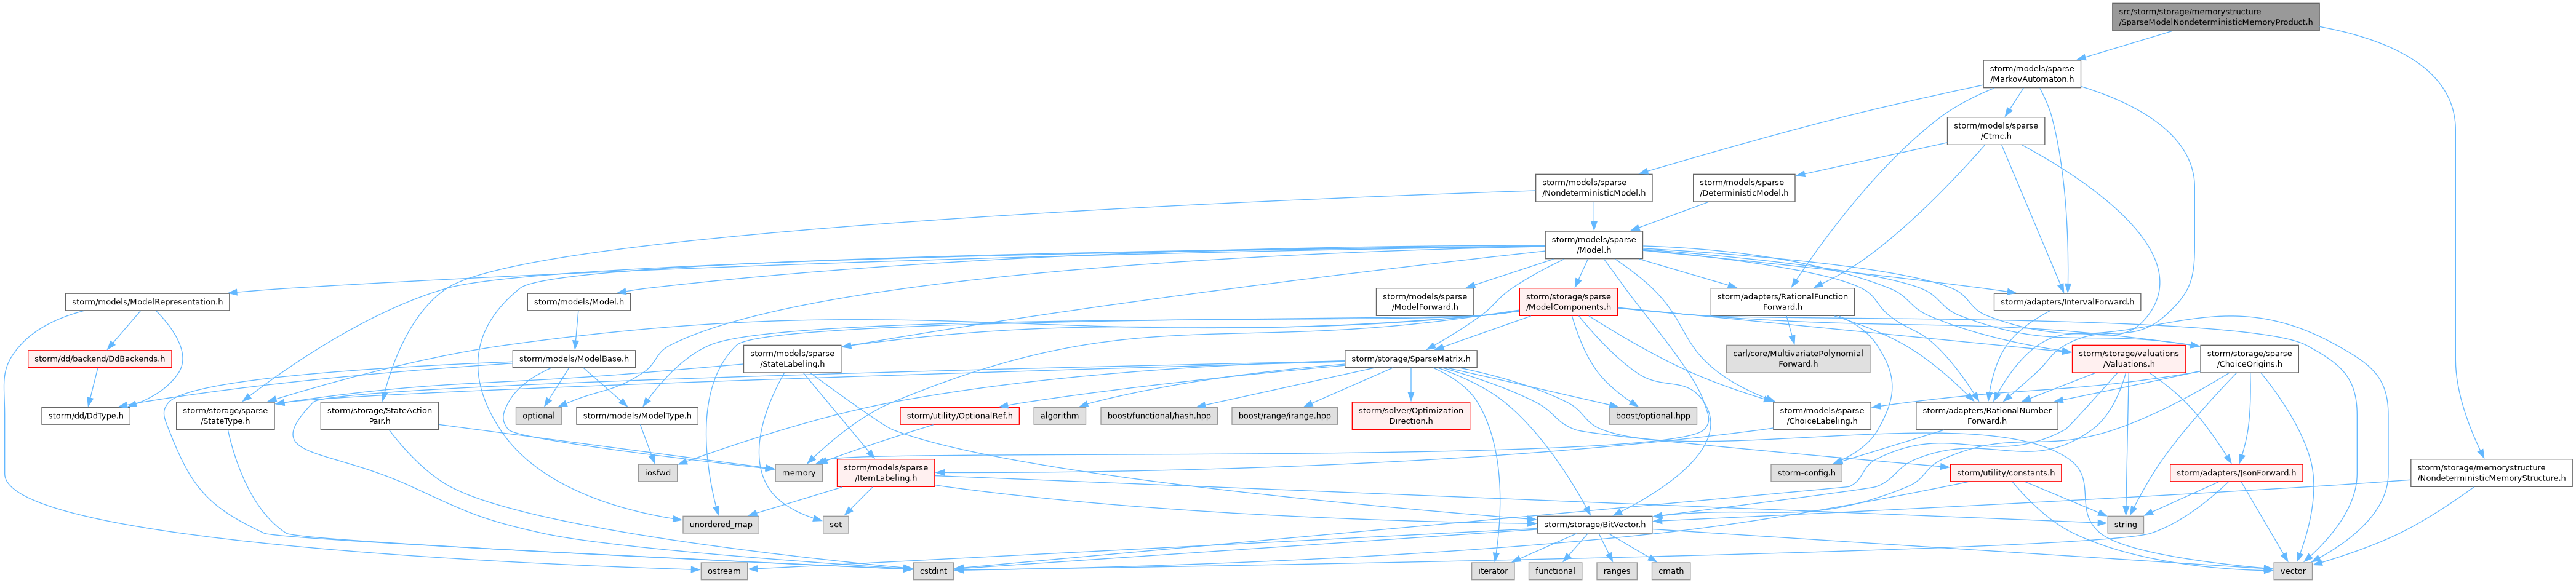 src/storm/storage/memorystructure
/SparseModelNondeterministicMemoryProduct.h
storm/models/sparse
/MarkovAutomaton.h
storm/models/sparse
/Ctmc.h
storm/models/sparse
/NondeterministicModel.h
storm/models/sparse
/DeterministicModel.h
storm/models/sparse
/Model.h
storm/models/ModelRepresentation.h
storm/models/Model.h
storm/models/sparse
/ModelForward.h
storm/storage/sparse
/ModelComponents.h
storm/adapters/RationalFunction
Forward.h
storm/adapters/IntervalForward.h
storm/dd/backend/DdBackends.h
storm/models/ModelBase.h
storm/models/sparse
/StateLabeling.h
storm/storage/SparseMatrix.h
carl/core/MultivariatePolynomial
Forward.h
storm/storage/valuations
/Valuations.h
storm/storage/sparse
/ChoiceOrigins.h
storm/dd/DdType.h
storm/storage/sparse
/StateType.h
storm/storage/StateAction
Pair.h
optional
storm/models/ModelType.h
storm/utility/OptionalRef.h
algorithm
boost/functional/hash.hpp
boost/range/irange.hpp
storm/solver/Optimization
Direction.h
boost/optional.hpp
storm/models/sparse
/ChoiceLabeling.h
storm/adapters/RationalNumber
Forward.h
iosfwd
memory
storm/models/sparse
/ItemLabeling.h
storm-config.h
storm/utility/constants.h
storm/adapters/JsonForward.h
storm/storage/memorystructure
/NondeterministicMemoryStructure.h
unordered_map
set
storm/storage/BitVector.h
string
ostream
cstdint
iterator
functional
ranges
cmath
vector